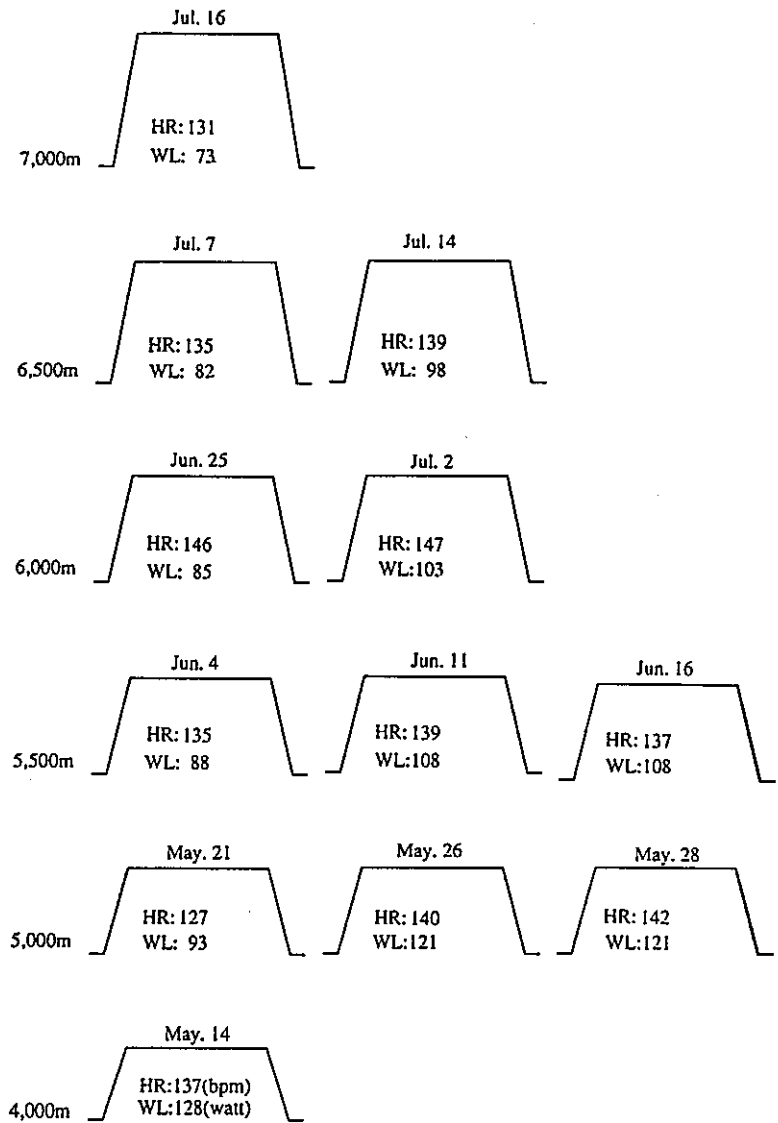 Jul. 16
HR: 131
WL: 73
7,000m
Jul. 7
Jul. 14
HR: 135
WL: 82
HR: 139
WL: 98
6,500m
Jun. 25
Jul. 2
HR: 146
WL: 85
HR: 147
WL:103
6,000m
Jun. 4
Jun. 11
Jun. 16
HR: 135
WL: 88
HR: 139
WL:108
HR: 137
WL:108
5,500m
May. 21
May. 26
May. 28
HR: 127
WL: 93
HR: 140
WL:121
HR: 142
WL:121
5,000m
May. 14
HR:137(bpm)
WL:128(watt)
4,000m